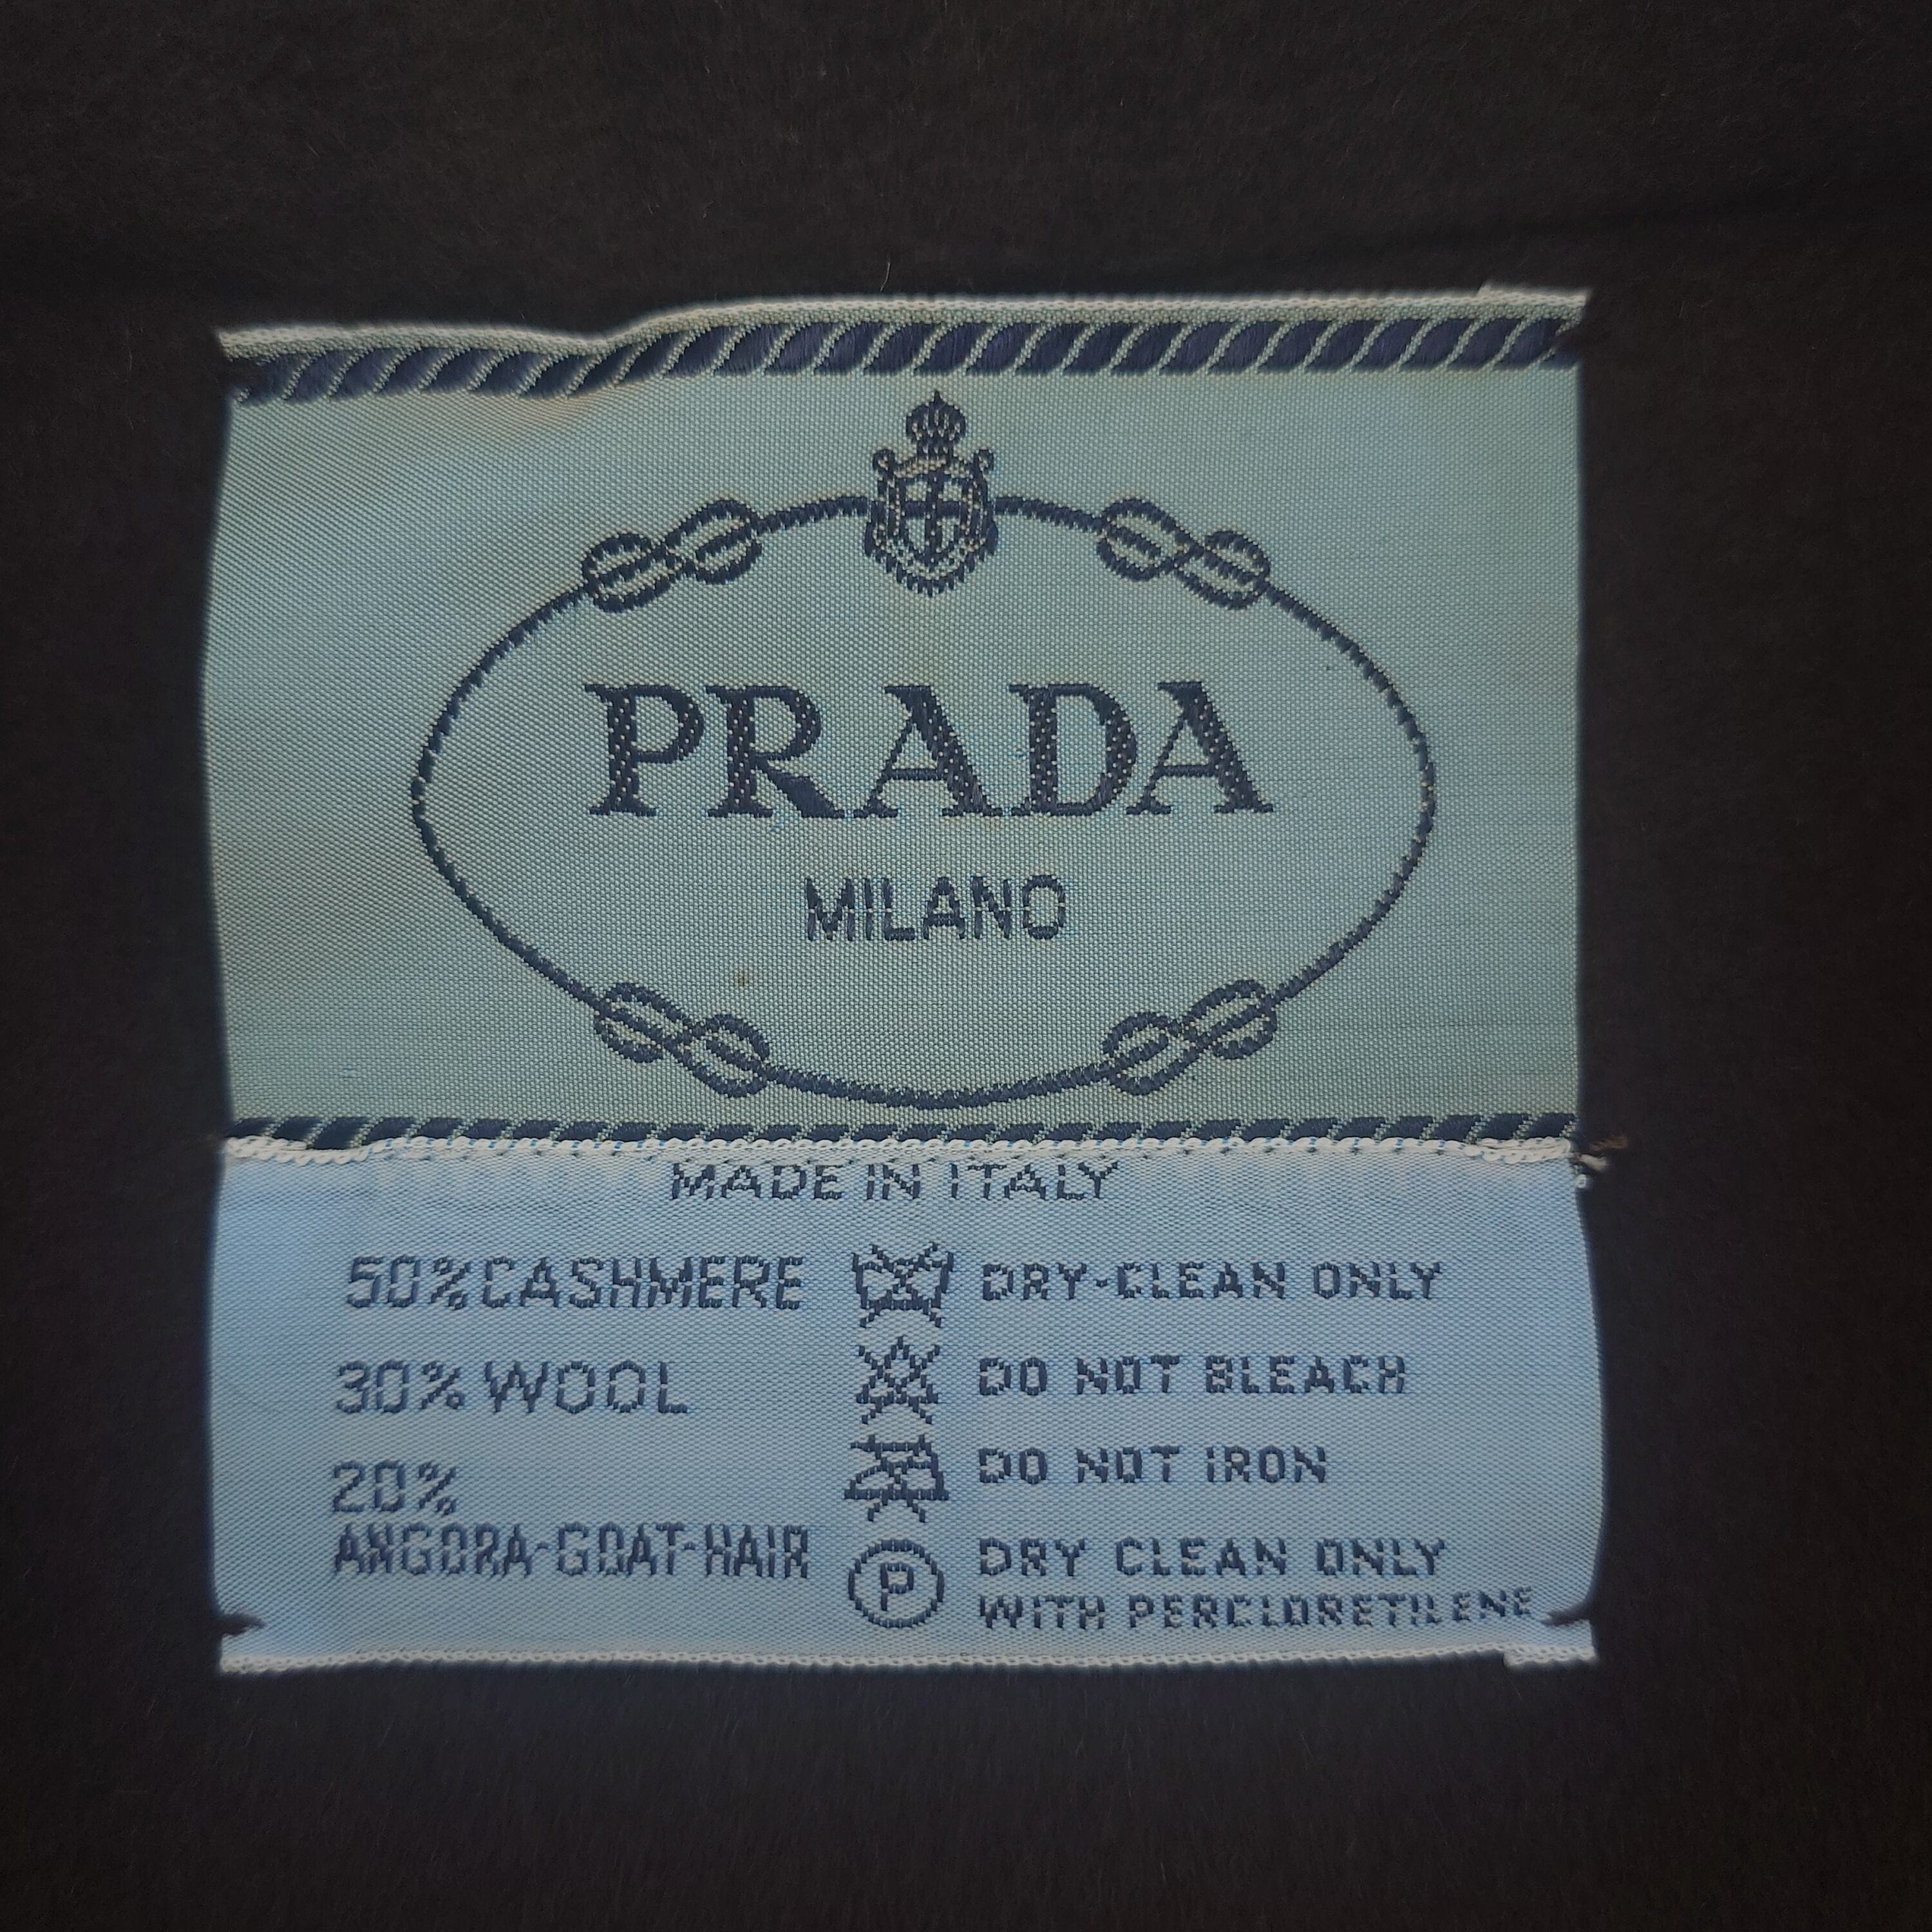 PRADA
MILANO
MADE IN ITALY
50% CASHMERE
30% WOOL
20%
ANGORA-GOAT-HAIR
DRY-CLEAN ONLY
DO NOT BLEACH
DO NOT IRON
P
DRY CLEAN ONLY
WITH PERCLORETILENE